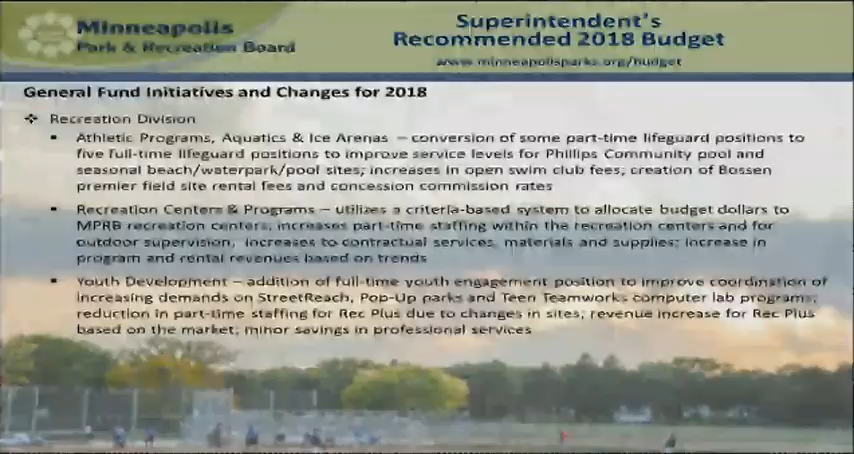 Minneapolis
Park & Recreation Board
Superintendent's
Recommended 2018 Budget
www.minneapolisparks.org/budget
General Fund Initiatives and Changes for 2018
❖ Recreation Division
▪ Athletic Programs, Aquatics & Ice Arenas – conversion of some part-time lifeguard positions to
five full-time lifeguard positions to improve service levels for Phillips Community pool and
seasonal beach/waterpark/pool sites; increases in open swim club fees; creation of Bossen
premier field site rental fees and concession commission rates
▪ Recreation Centers & Programs – utilizes a criteria-based system to allocate budget dollars to
MPRB recreation centers, increases part-time staffing within the recreation centers and for
outdoor supervision, increases to contractual services, materials and supplies; increase in
program and rental revenues based on trends
▪ Youth Development – addition of full-time youth engagement position to improve coordination of
increasing demands on StreetReach, Pop-Up parks and Teen Teamworks computer lab programs;
reduction in part-time staffing for Rec Plus due to changes in sites; revenue increase for Rec Plus
based on the market; minor savings in professional services